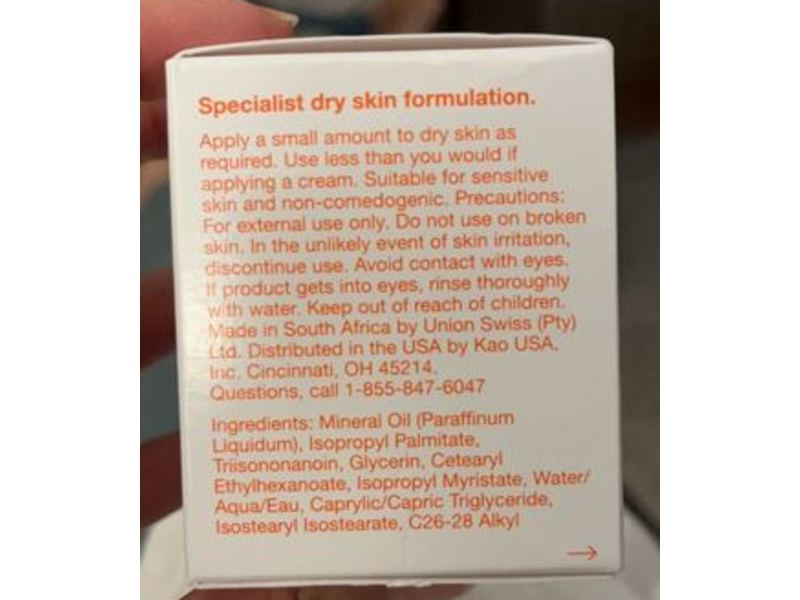 Specialist dry skin formulation.
Apply a small amount to dry skin as
required. Use less than you would if
applying a cream. Suitable for sensitive
skin and non-comedogenic. Precautions:
For external use only. Do not use on broken
skin. In the unlikely event of skin irritation,
discontinue use. Avoid contact with eyes.
If product gets into eyes, rinse thoroughly
with water. Keep out of reach of children.
Made in South Africa by Union Swiss (Pty)
Ltd. Distributed in the USA by Kao USA,
Inc. Cincinnati, OH 45214.
Questions, call 1-855-847-6047
Ingredients: Mineral Oil (Paraffinum
Liquidum), Isopropyl Palmitate,
Triisononanoin, Glycerin, Cetearyl
Ethylhexanoate, Isopropyl Myristate, Water/
Aqua/Eau, Caprylic/Capric Triglyceride,
Isostearyl Isostearate, C26-28 Alkyl